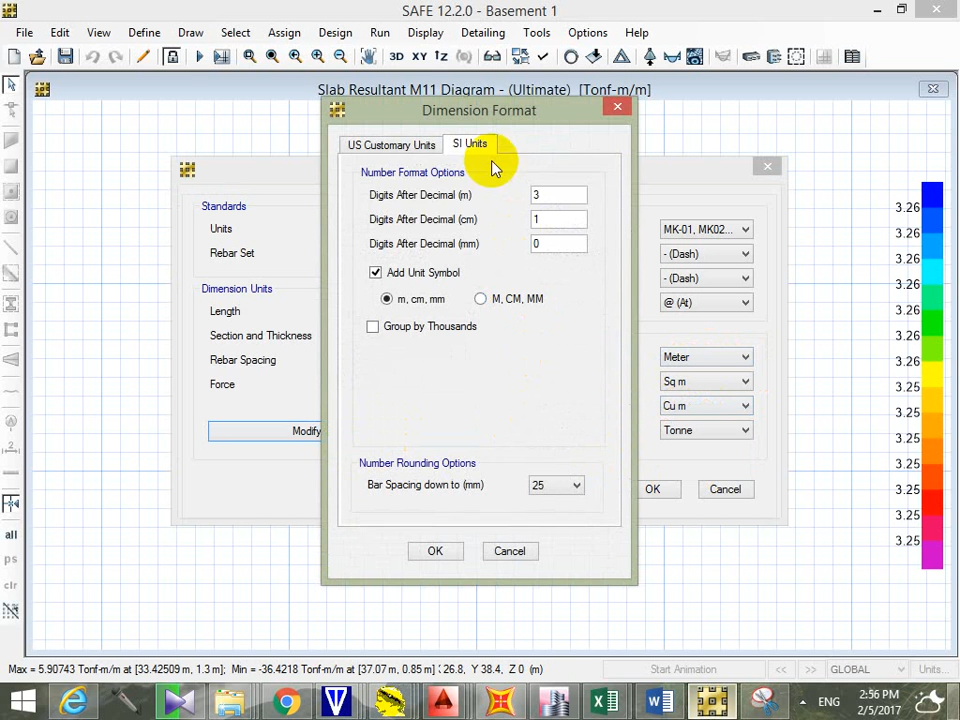 SAFE 12.2.0 - Basement 1
File Edit View Define Draw Select Assign Design Run Display Detailing Tools Options Help
3D XY
Slab Resultant M11 Diagram - (Ultimate) [Tonf-m/m]
Dimension Format
US Customary Units SI Units
Number Format Options
Digits After Decimal (m) 3
Digits After Decimal (cm) 1
Digits After Decimal (mm) 0
Add Unit Symbol
m, cm, mm M, CM, MM
Group by Thousands
Number Rounding Options
Bar Spacing down to (mm) 25
OK Cancel
Standards
Units
Rebar Set
Dimension Units
Length
Section and Thickness
Rebar Spacing
Force
Modify
MK-01, MK02...
- (Dash)
- (Dash)
@ (At)
Meter
Sq m
Cu m
Tonne
OK Cancel
3.26
3.26
3.26
3.26
3.26
3.26
3.26
3.26
3.26
3.26
3.25
3.25
3.25
3.25
all
ps
clr
Max = 5.90743 Tonf-m/m at [33.42509 m, 1.3 m]; Min = -36.4218 Tonf-m/m at [37.07 m, 0.85 m]
X 26.8, Y 38.4, Z 0 (m)
Start Animation << >> GLOBAL Units...
ENG
2:56 PM
2/5/2017